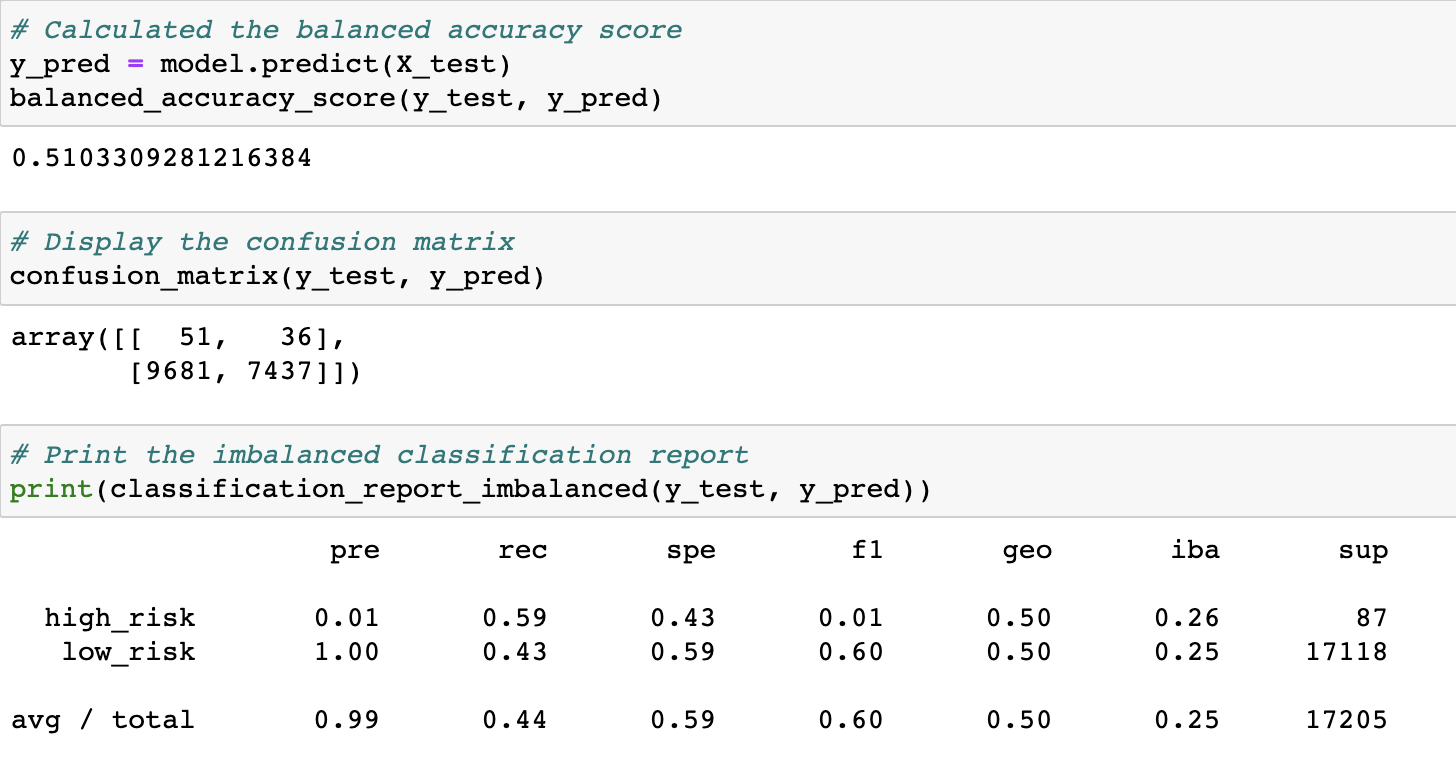 # Calculated the balanced accuracy score
y_pred = model.predict(X_test)
balanced_accuracy_score(y_test, y_pred)
0.5103309281216384
# Display the confusion matrix
confusion_matrix(y_test, y_pred)
array([[  51,   36],
       [9681, 7437]])
# Print the imbalanced classification report
print(classification_report_imbalanced(y_test, y_pred))
                   pre       rec       spe        f1       geo       iba       sup
  high_risk       0.01      0.59      0.43      0.01      0.50      0.26        87
   low_risk       1.00      0.43      0.59      0.60      0.50      0.25     17118
avg / total       0.99      0.44      0.59      0.60      0.50      0.25     17205